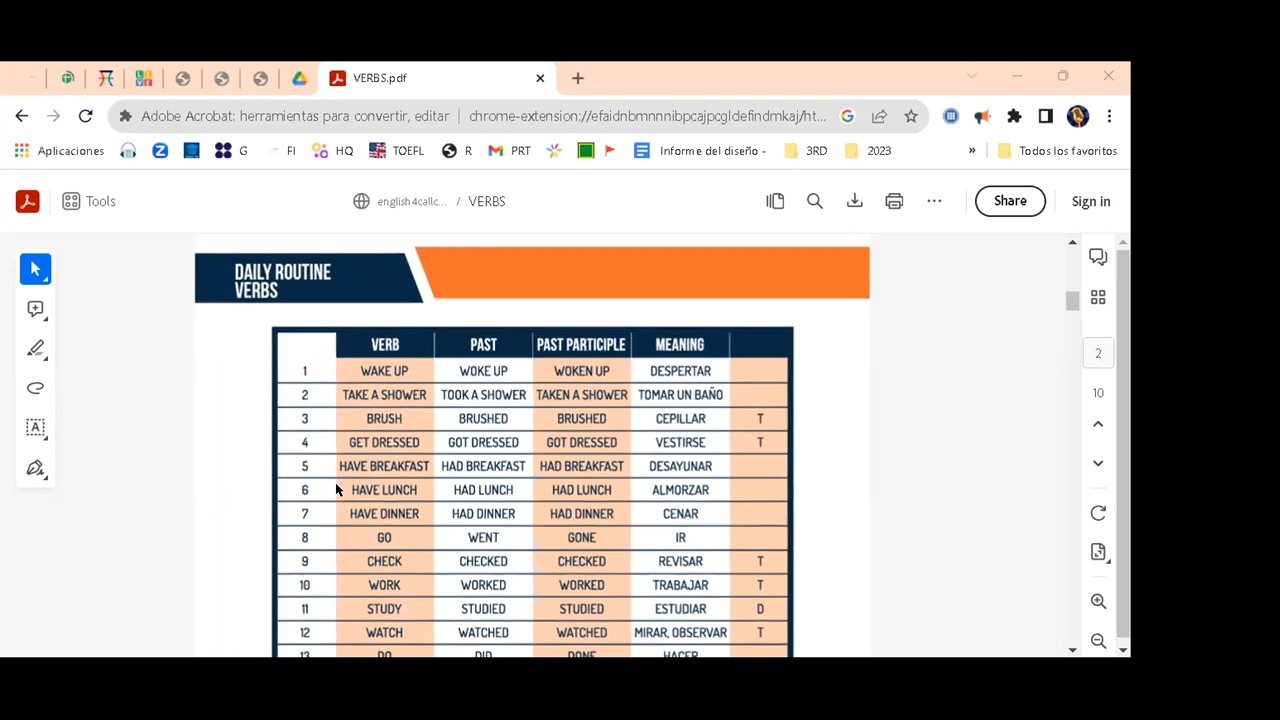 VERBS.pdf
Adobe Acrobat: herramientas para convertir, editar | chrome-extension://efaidnbmnnnibpcajpcglclefindmkaj/ht...
Aplicaciones G FI HQ TOEFL R PRT Informe del diseño - 3RD 2023 » Todos los favoritos
Tools english4callc... / VERBS Share Sign in
DAILY ROUTINE
VERBS
VERB PAST PAST PARTICIPLE MEANING
1 WAKE UP WOKE UP WOKEN UP DESPERTAR
2 TAKE A SHOWER TOOK A SHOWER TAKEN A SHOWER TOMAR UN BAÑO
3 BRUSH BRUSHED BRUSHED CEPILLAR T
4 GET DRESSED GOT DRESSED GOT DRESSED VESTIRSE T
5 HAVE BREAKFAST HAD BREAKFAST HAD BREAKFAST DESAYUNAR
6 HAVE LUNCH HAD LUNCH HAD LUNCH ALMORZAR
7 HAVE DINNER HAD DINNER HAD DINNER CENAR
8 GO WENT GONE IR
9 CHECK CHECKED CHECKED REVISAR T
10 WORK WORKED WORKED TRABAJAR T
11 STUDY STUDIED STUDIED ESTUDIAR D
12 WATCH WATCHED WATCHED MIRAR, OBSERVAR T
13 DO DID DONE HACER
2
10